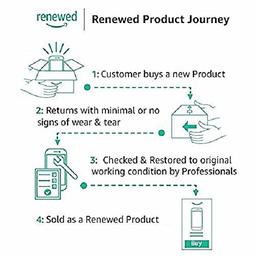 renewed
Renewed Product Journey
1: Customer buys a new Product
2: Returns with minimal or no
signs of wear & tear
3: Checked & Restored to original
working condition by Professionals
4: Sold as a Renewed Product
Buy